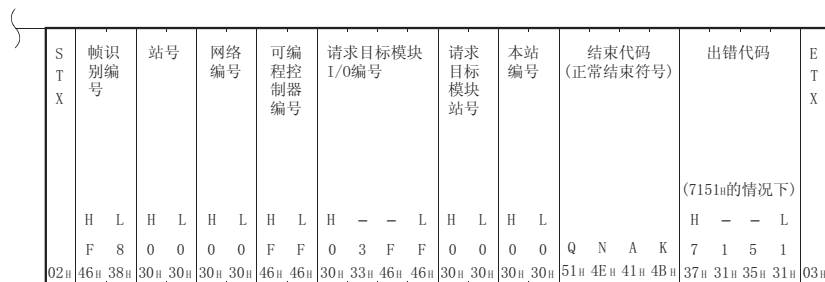 S T X
帧识别编号
站号
网络编号
可编程控制器编号
请求目标模块 I/O编号
请求目标模块站号
本站编号
结束代码 (正常结束符号)
出错代码
E T X
(7151H的情况下)
H L H L H L H L H － － L H L H L H － － L
F 8 0 0 0 0 F F 0 3 F F 0 0 0 0 Q N A K 7 1 5 1
02H 46H 38H 30H 30H 30H 30H 46H 46H 30H 33H 46H 46H 30H 30H 30H 30H 51H 4EH 41H 4BH 37H 31H 35H 31H 03H